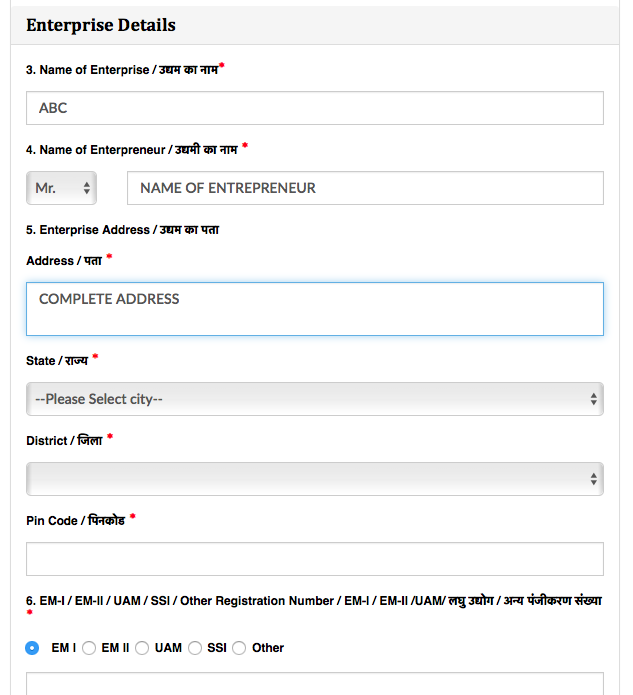 Enterprise Details
3. Name of Enterprise / उद्यम का नाम*
ABC
4. Name of Enterpreneur / उद्यमी का नाम *
Mr. NAME OF ENTREPRENEUR
5. Enterprise Address / उद्यम का पता
Address / पता *
COMPLETE ADDRESS
State / राज्य *
--Please Select city--
District / जिला *
Pin Code / पिनकोड *
6. EM-I / EM-II / UAM / SSI / Other Registration Number / EM-I / EM-II /UAM/ लघु उद्योग / अन्य पंजीकरण संख्या
*
EM I EM II UAM SSI Other